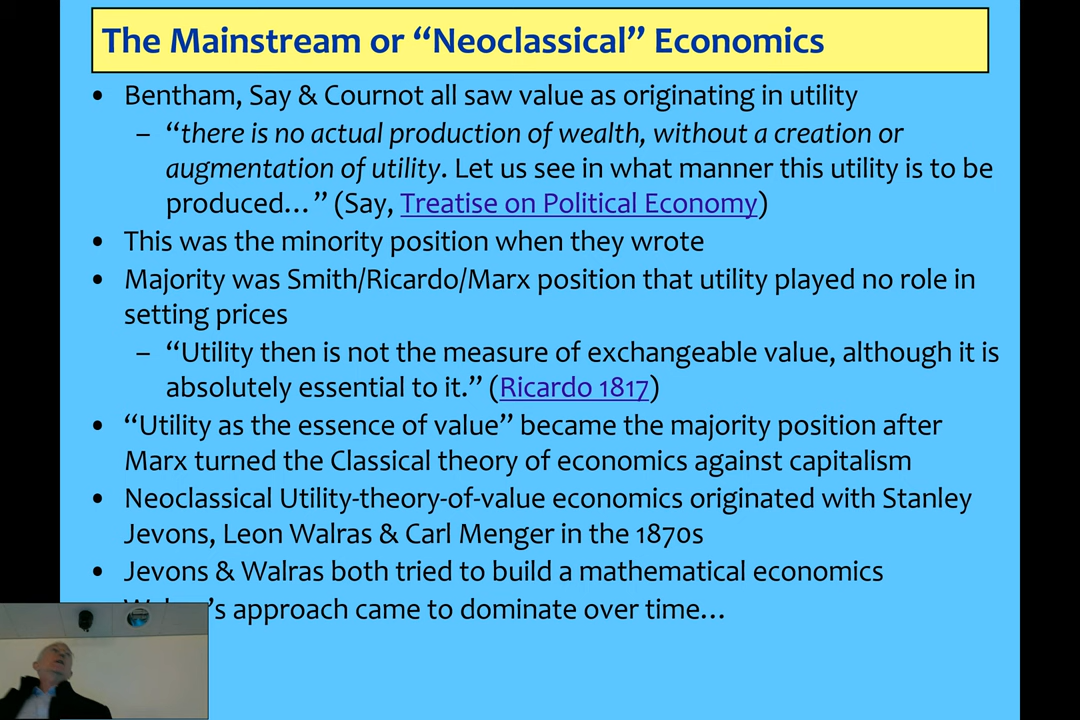 The Mainstream or “Neoclassical” Economics
• Bentham, Say & Cournot all saw value as originating in utility
– “there is no actual production of wealth, without a creation or
augmentation of utility. Let us see in what manner this utility is to be
produced…” (Say, Treatise on Political Economy)
• This was the minority position when they wrote
• Majority was Smith/Ricardo/Marx position that utility played no role in
setting prices
– “Utility then is not the measure of exchangeable value, although it is
absolutely essential to it.” (Ricardo 1817)
• “Utility as the essence of value” became the majority position after
Marx turned the Classical theory of economics against capitalism
• Neoclassical Utility-theory-of-value economics originated with Stanley
Jevons, Leon Walras & Carl Menger in the 1870s
• Jevons & Walras both tried to build a mathematical economics
’s approach came to dominate over time…